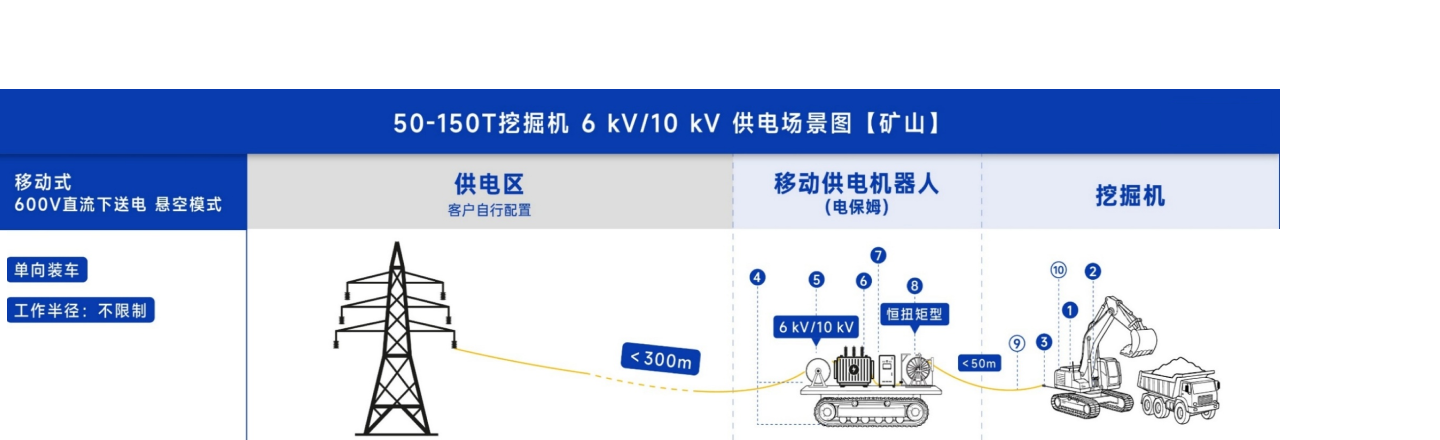 50-150T挖掘机 6 kV/10 kV 供电场景图【矿山】
移动式
600V直流下送电 悬空模式
供电区
客户自行配置
移动供电机器人
(电保姆)
挖掘机
单向装车
工作半径：不限制
4
5
6
7
8
10
2
1
9
3
6 kV/10 kV
恒扭矩型
<300m
<50m